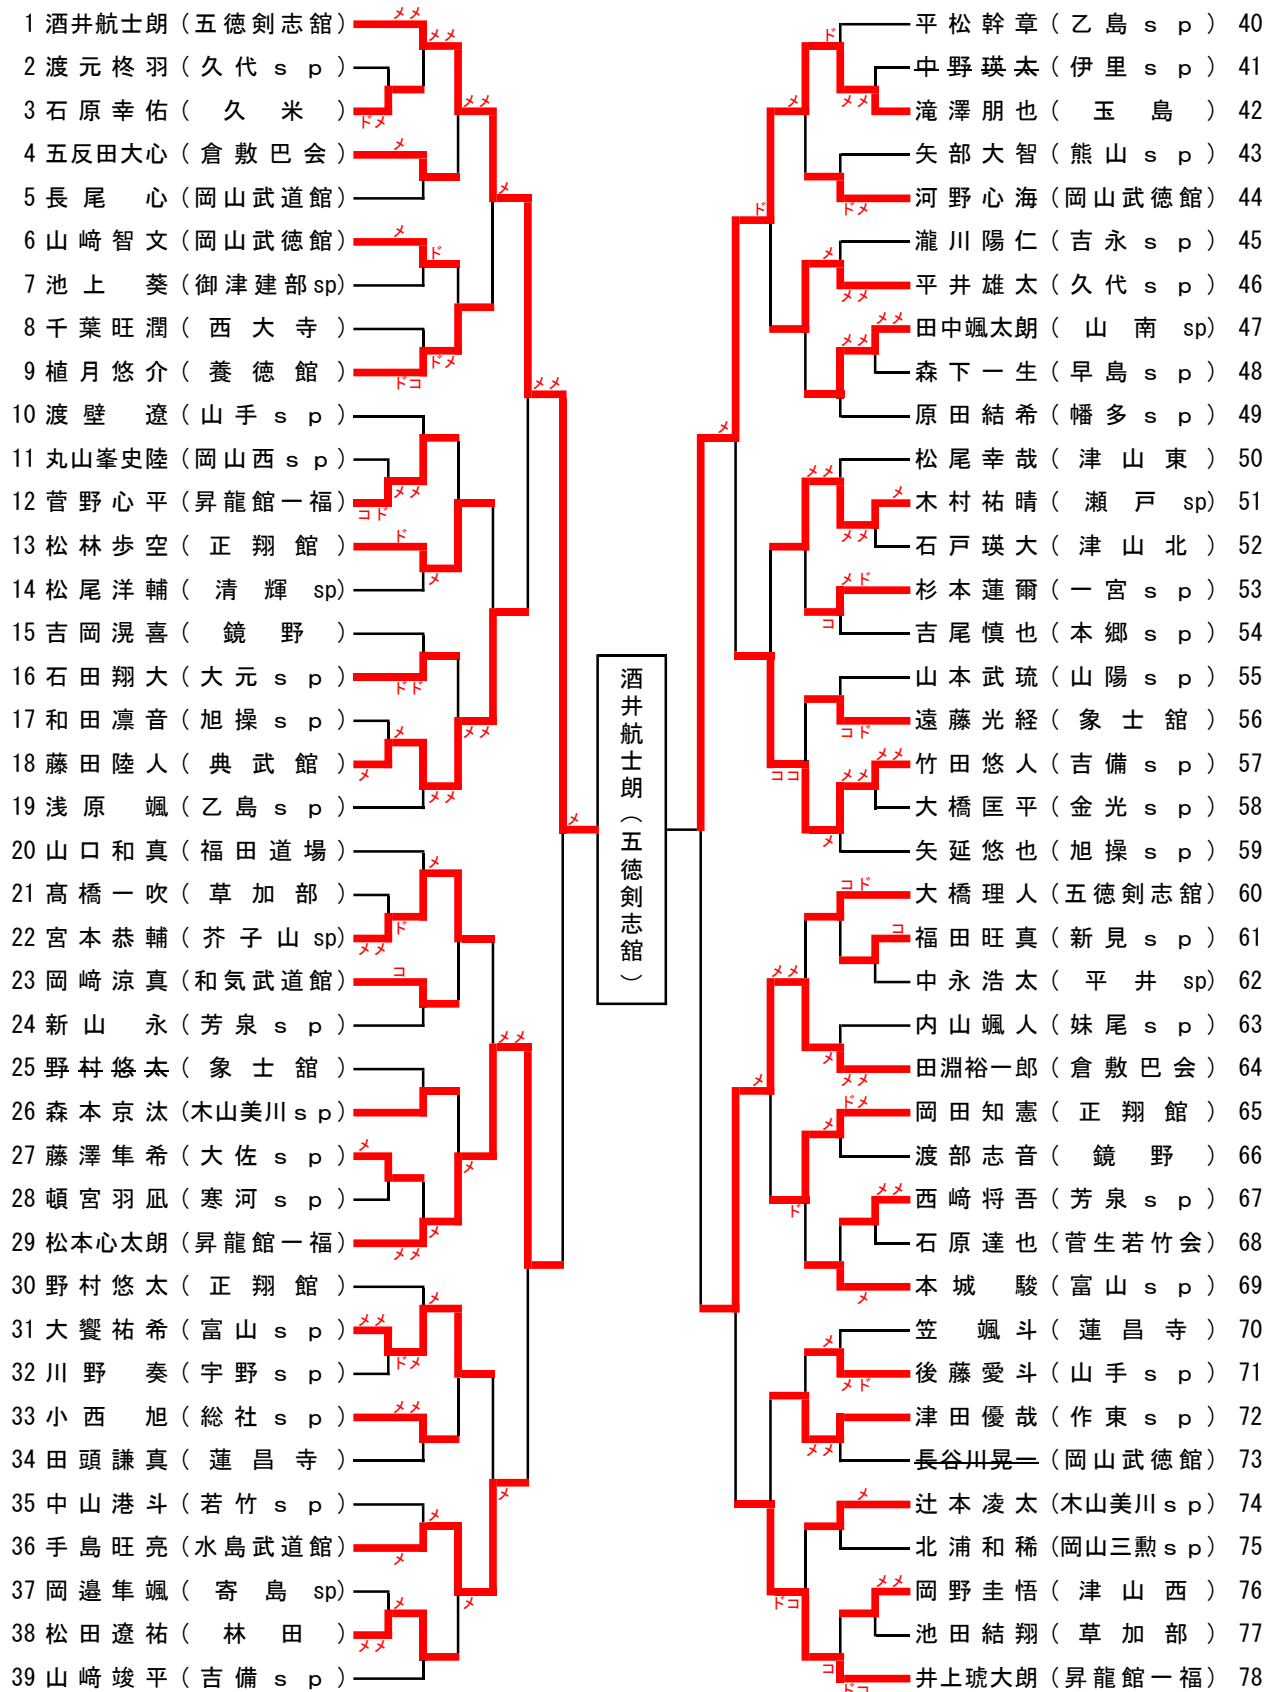 1 酒井航士朗 (五徳剣志舘)
2 渡元柊羽 (久代sp)
3 石原幸佑 (久米)
4 五反田大心 (倉敷巴会)
5 長尾心 (岡山武道館)
6 山﨑智文 (岡山武徳館)
7 池上葵 (御津建部sp)
8 千葉旺潤 (西大寺)
9 植月悠介 (養徳館)
10 渡壁遼 (山手sp)
11 丸山峯史陸 (岡山西sp)
12 菅野心平 (昇龍館一福)
13 松林歩空 (正翔館)
14 松尾洋輔 (清輝sp)
15 吉岡滉喜 (鏡野)
16 石田翔大 (大元sp)
17 和田凛音 (旭操sp)
18 藤田陸人 (典武館)
19 浅原颯 (乙島sp)
20 山口和真 (福田道場)
21 髙橋一吹 (草加部)
22 宮本恭輔 (芥子山sp)
23 岡﨑涼真 (和気武道館)
24 新山永 (芳泉sp)
25 野村悠太 (象士舘)
26 森本京汰 (木山美川sp)
27 藤澤隼希 (大佐sp)
28 頓宮羽凪 (寒河sp)
29 松本心太朗 (昇龍館一福)
30 野村悠太 (正翔館)
31 大饗祐希 (富山sp)
32 川野奏 (宇野sp)
33 小西旭 (総社sp)
34 田頭謙真 (蓮昌寺)
35 中山港斗 (若竹sp)
36 手島旺亮 (水島武道館)
37 岡邉隼颯 (寄島sp)
38 松田遼祐 (林田)
39 山﨑竣平 (吉備sp)
酒井航士朗(五徳剣志舘)
平松幹章 (乙島sp) 40
中野瑛太 (伊里sp) 41
滝澤朋也 (玉島) 42
矢部大智 (熊山sp) 43
河野心海 (岡山武徳館) 44
瀧川陽仁 (吉永sp) 45
平井雄太 (久代sp) 46
田中颯太朗 (山南sp) 47
森下一生 (早島sp) 48
原田結希 (幡多sp) 49
松尾幸哉 (津山東) 50
木村祐晴 (瀬戸sp) 51
石戸瑛大 (津山北) 52
杉本蓮爾 (一宮sp) 53
吉尾慎也 (本郷sp) 54
山本武琉 (山陽sp) 55
遠藤光経 (象士舘) 56
竹田悠人 (吉備sp) 57
大橋匡平 (金光sp) 58
矢延悠也 (旭操sp) 59
大橋理人 (五徳剣志舘) 60
福田旺真 (新見sp) 61
中永浩太 (平井sp) 62
内山颯人 (妹尾sp) 63
田淵裕一郎 (倉敷巴会) 64
岡田知憲 (正翔館) 65
渡部志音 (鏡野) 66
西﨑将吾 (芳泉sp) 67
石原達也 (菅生若竹会) 68
本城駿 (富山sp) 69
笠颯斗 (蓮昌寺) 70
後藤愛斗 (山手sp) 71
津田優哉 (作東sp) 72
長谷川晃一 (岡山武徳館) 73
辻本凌太 (木山美川sp) 74
北浦和稀 (岡山三勲sp) 75
岡野圭悟 (津山西) 76
池田結翔 (草加部) 77
井上琥大朗 (昇龍館一福) 78